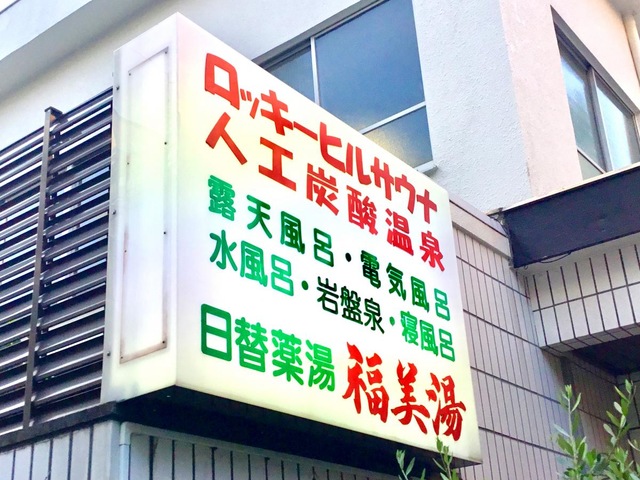 ロッキーヒルサウナ
人工炭酸温泉
露天風呂・電気風呂
水風呂・岩盤泉・寝風呂
日替薬湯 福美湯